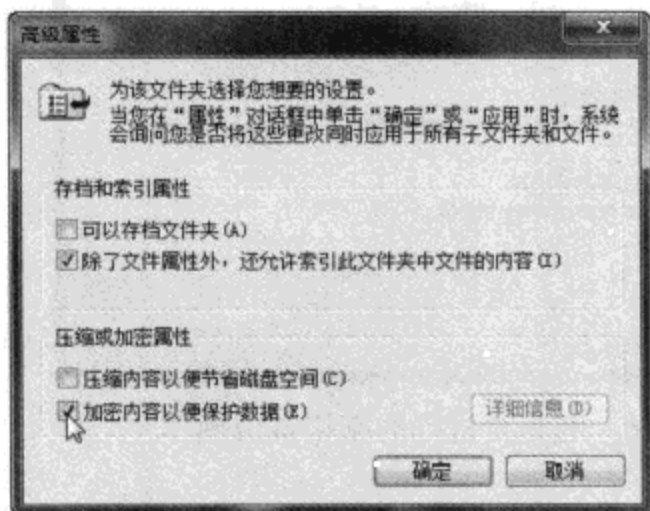 高级属性
为该文件夹选择您想要的设置。
当您在“属性”对话框中单击“确定”或“应用”时，系统
会询问您是否将这些更改同时应用于所有子文件夹和文件。
存档和索引属性
可以存档文件夹(A)
除了文件属性外，还允许索引此文件夹中文件的内容(I)
压缩或加密属性
压缩内容以便节省磁盘空间(C)
加密内容以便保护数据(E)
详细信息(D)
确定
取消